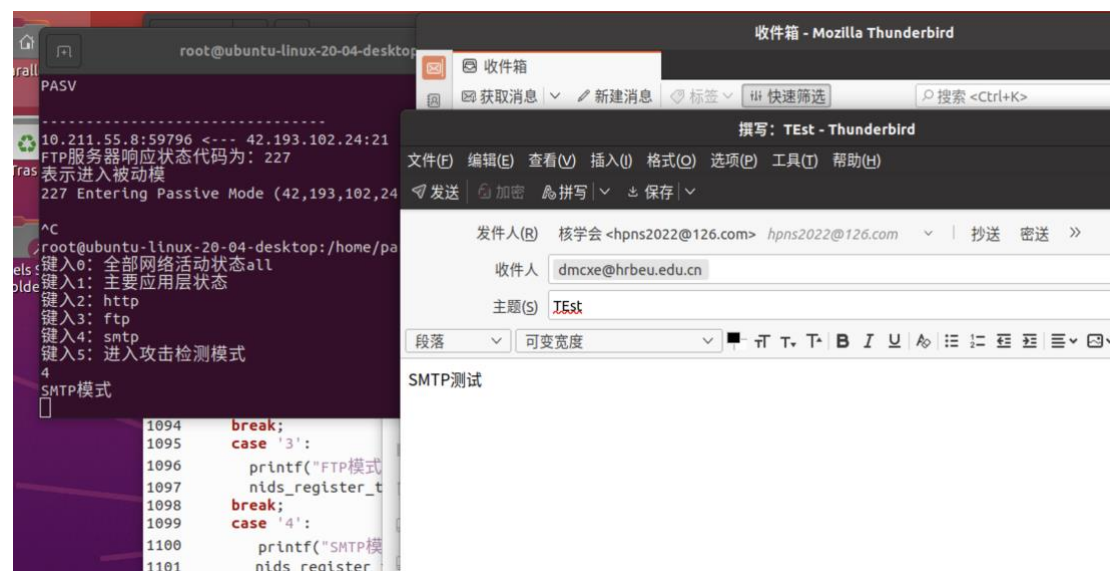 root@ubuntu-linux-20-04-desktop
PASV
--------------------------------
10.211.55.8:59796 <--- 42.193.102.24:21
FTP服务器响应状态代码为：227
表示进入被动模
227 Entering Passive Mode (42,193,102,24
^C
root@ubuntu-linux-20-04-desktop:/home/pa
键入0：全部网络活动状态all
键入1：主要应用层状态
键入2：http
键入3：ftp
键入4：smtp
键入5：进入攻击检测模式
4
SMTP模式
1094 break;
1095 case '3':
1096 printf("FTP模式
1097 nids_register_t
1098 break;
1099 case '4':
1100 printf("SMTP模
1101 nids_register_
收件箱 - Mozilla Thunderbird
收件箱
获取消息 新建消息 标签 快速筛选 搜索 <Ctrl+K>
撰写：TEst - Thunderbird
文件(F) 编辑(E) 查看(V) 插入(I) 格式(O) 选项(P) 工具(T) 帮助(H)
发送 加密 拼写 保存
发件人(R) 核学会 <hpns2022@126.com> hpns2022@126.com 抄送 密送
收件人 dmcxe@hrbeu.edu.cn
主题(S) TEst
段落 可变宽度
SMTP测试